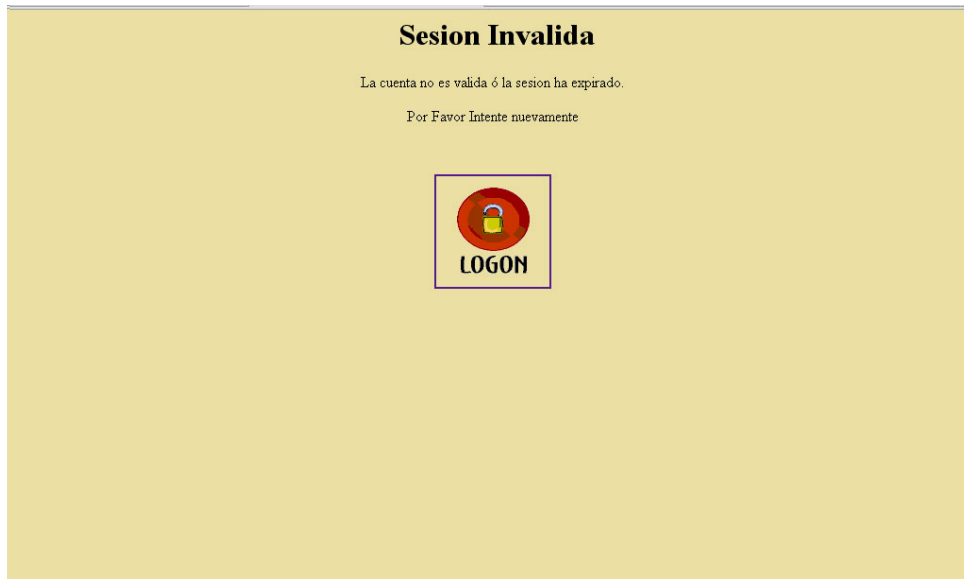 Sesion Invalida
La cuenta no es valida ó la sesion ha expirado.
Por Favor Intente nuevamente
LOGON